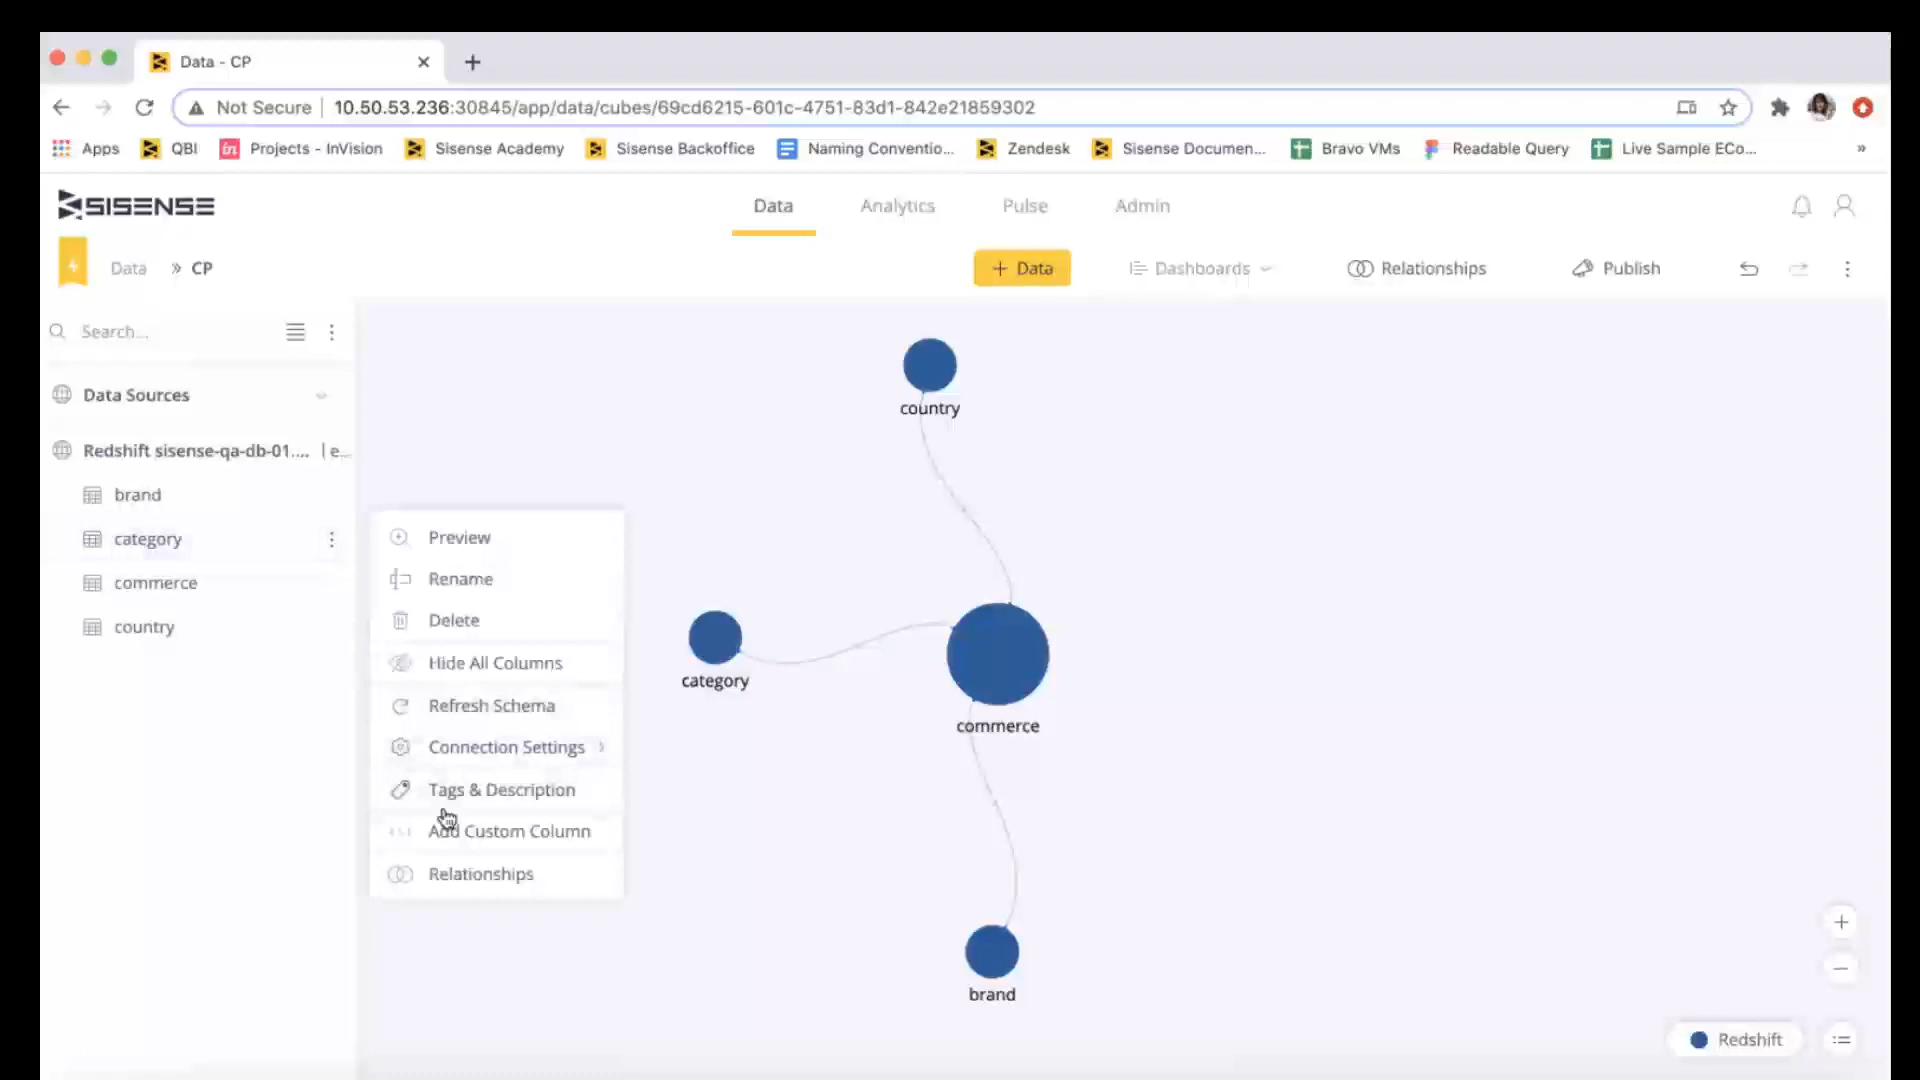 Data - CP
Not Secure | 10.50.53.236:30845/app/data/cubes/69cd6215-601c-4751-83d1-842e21859302
Apps QBI Projects - InVision Sisense Academy Sisense Backoffice Naming Conventio... Zendesk Sisense Documen... Bravo VMs Readable Query Live Sample ECo... »
SISENSE Data Analytics Pulse Admin
Data » CP + Data Dashboards Relationships Publish
Search...
Data Sources
Redshift sisense-qa-db-01.... | e...
brand
category
commerce
country
Preview
Rename
Delete
Hide All Columns
Refresh Schema
Connection Settings
Tags & Description
Add Custom Column
Relationships
country
category
commerce
brand
Redshift